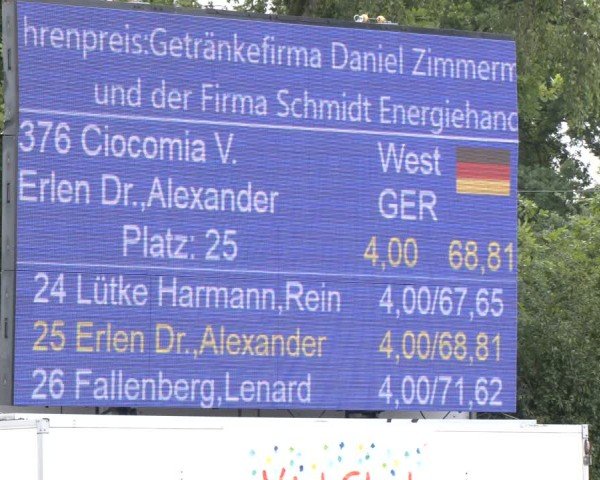 hrenpreis:Getränkefirma Daniel Zimmerm
und der Firma Schmidt Energiehand
376 Ciocomia V. West
Erlen Dr.,Alexander GER
Platz: 25 4,00 68,81
24 Lütke Harmann,Rein 4,00/67,65
25 Erlen Dr.,Alexander 4,00/68,81
26 Fallenberg,Lenard 4,00/71,62